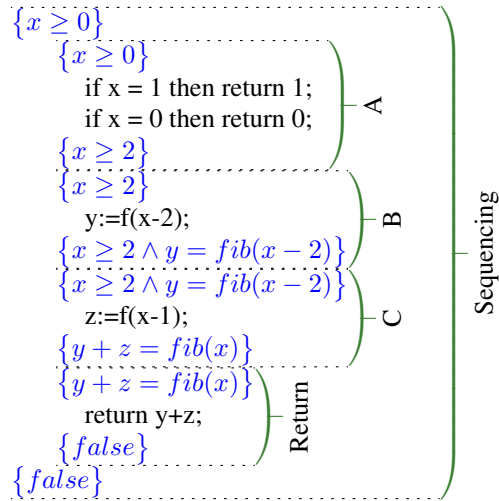 {x ≥ 0}
{x ≥ 0}
if x = 1 then return 1;
if x = 0 then return 0;
{x ≥ 2}
A
{x ≥ 2}
y:=f(x-2);
{x ≥ 2 ∧ y = fib(x − 2)}
B
{x ≥ 2 ∧ y = fib(x − 2)}
z:=f(x-1);
{y + z = fib(x)}
C
{y + z = fib(x)}
return y+z;
{false}
Return
{false}
Sequencing